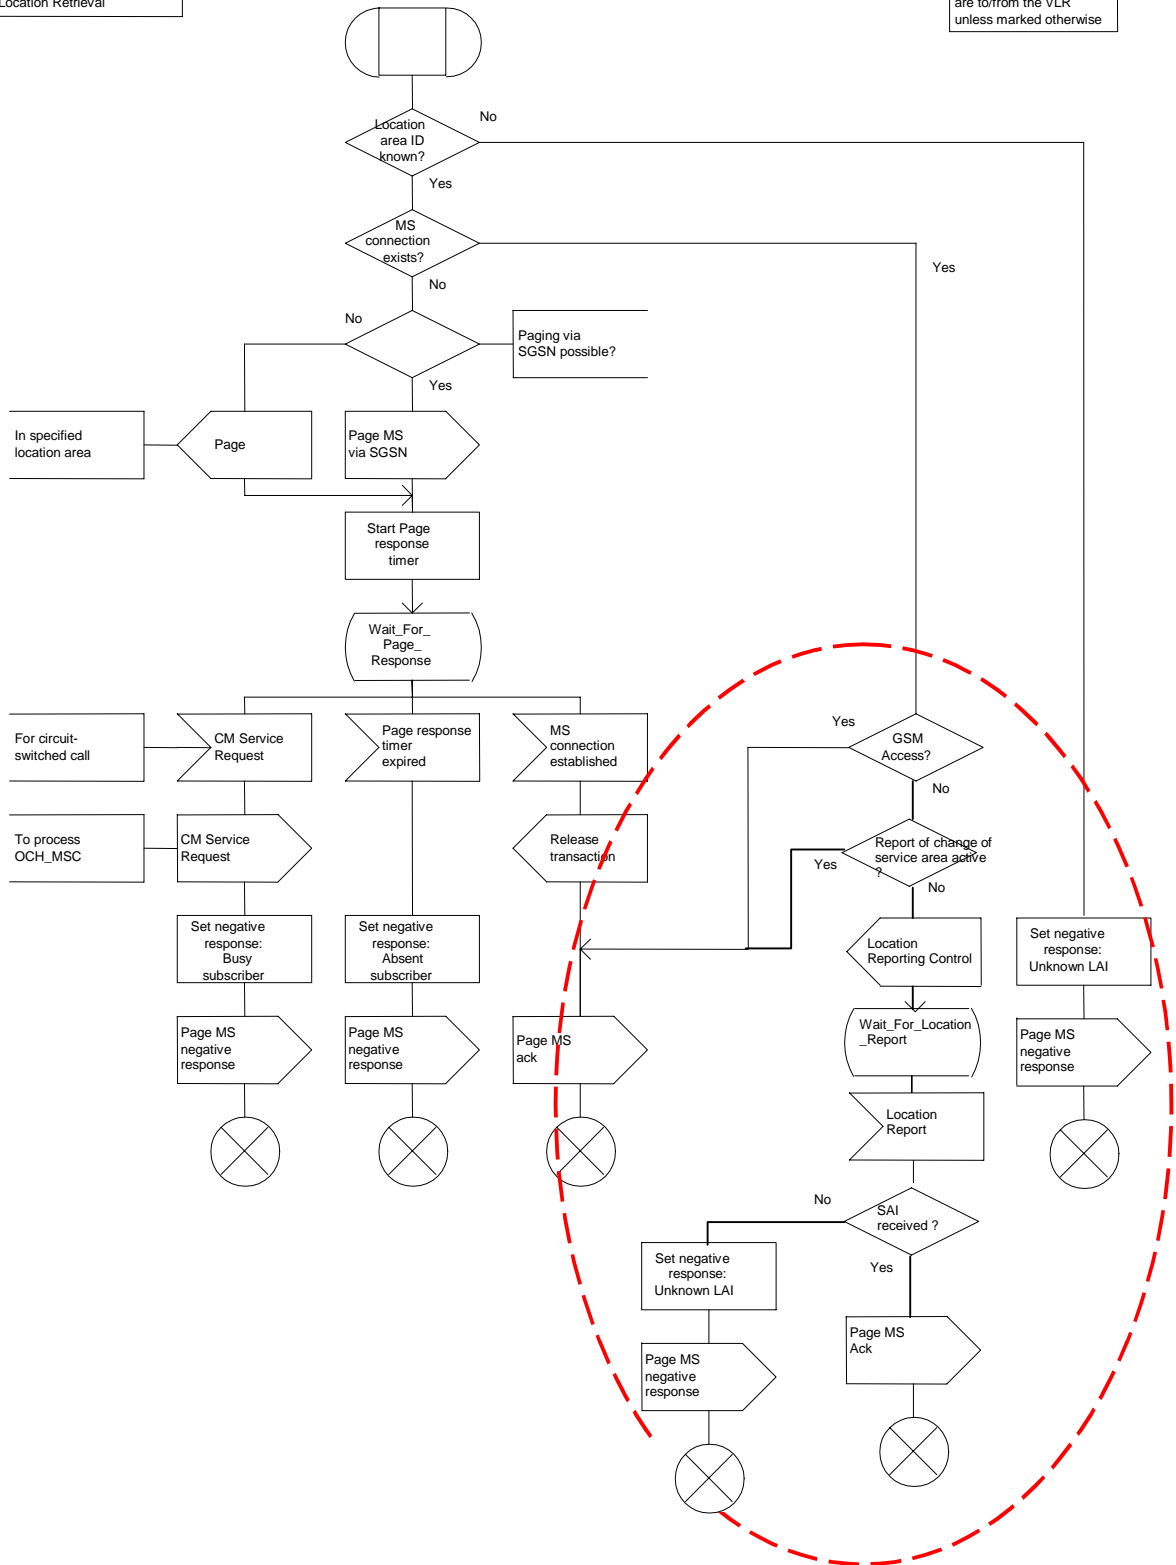 Location Retrieval
are to/from the VLR
unless marked otherwise
Location
area ID
known?
No
Yes
MS
connection
exists?
Yes
No
No
Paging via
SGSN possible?
Yes
In specified
location area
Page
Page MS
via SGSN
Start Page
response
timer
Wait_For_
Page_
Response
For circuit-
switched call
CM Service
Request
Page response
timer
expired
MS
connection
established
Yes
GSM
Access?
No
To process
OCH_MSC
CM Service
Request
Release
transaction
Report of change of
service area active
?
Yes
No
Set negative
response:
Busy
subscriber
Set negative
response:
Absent
subscriber
Location
Reporting Control
Set negative
response:
Unknown LAI
Page MS
negative
response
Page MS
negative
response
Page MS
ack
Wait_For_Location
_Report
Page MS
negative
response
Location
Report
No
SAI
received ?
Yes
Set negative
response:
Unknown LAI
Page MS
Ack
Page MS
negative
response